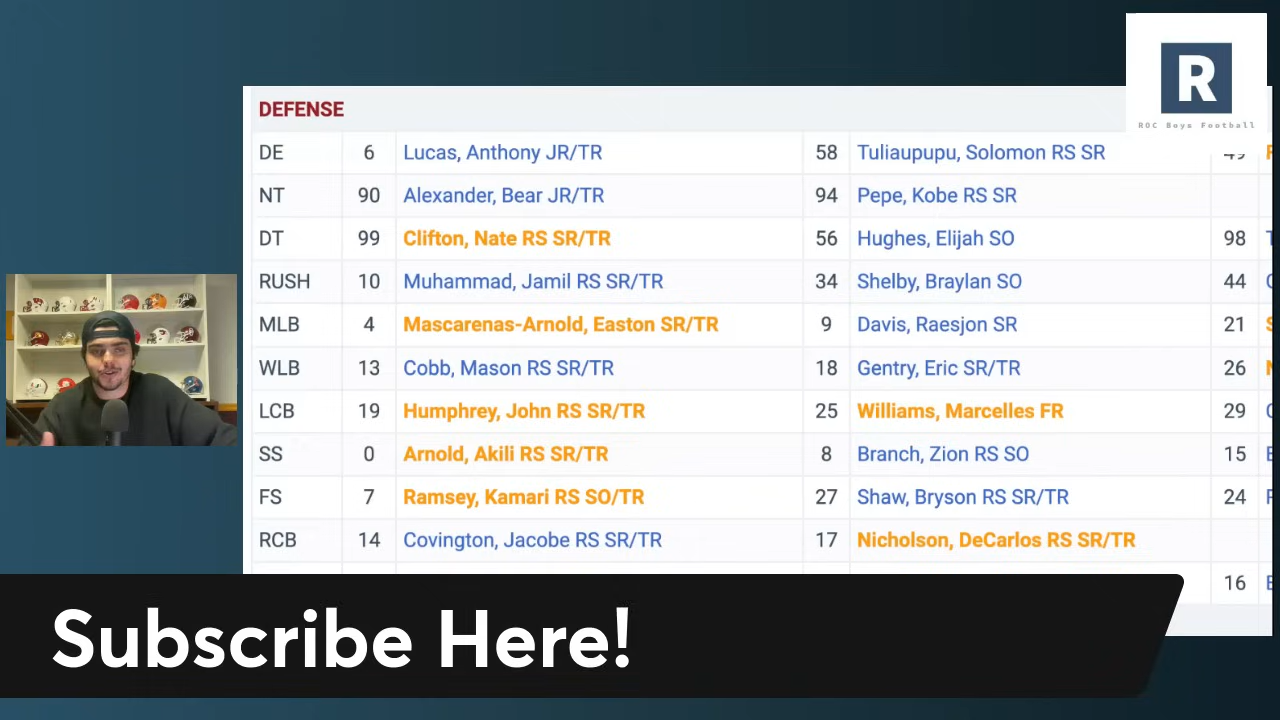 R
ROC Boys Football
DEFENSE
DE 6 Lucas, Anthony JR/TR 58 Tuliaupupu, Solomon RS SR 49
NT 90 Alexander, Bear JR/TR 94 Pepe, Kobe RS SR
DT 99 Clifton, Nate RS SR/TR 56 Hughes, Elijah SO 98
RUSH 10 Muhammad, Jamil RS SR/TR 34 Shelby, Braylan SO 44
MLB 4 Mascarenas-Arnold, Easton SR/TR 9 Davis, Raesjon SR 21
WLB 13 Cobb, Mason RS SR/TR 18 Gentry, Eric SR/TR 26
LCB 19 Humphrey, John RS SR/TR 25 Williams, Marcelles FR 29
SS 0 Arnold, Akili RS SR/TR 8 Branch, Zion RS SO 15
FS 7 Ramsey, Kamari RS SO/TR 27 Shaw, Bryson RS SR/TR 24
RCB 14 Covington, Jacobe RS SR/TR 17 Nicholson, DeCarlos RS SR/TR
16
Subscribe Here!